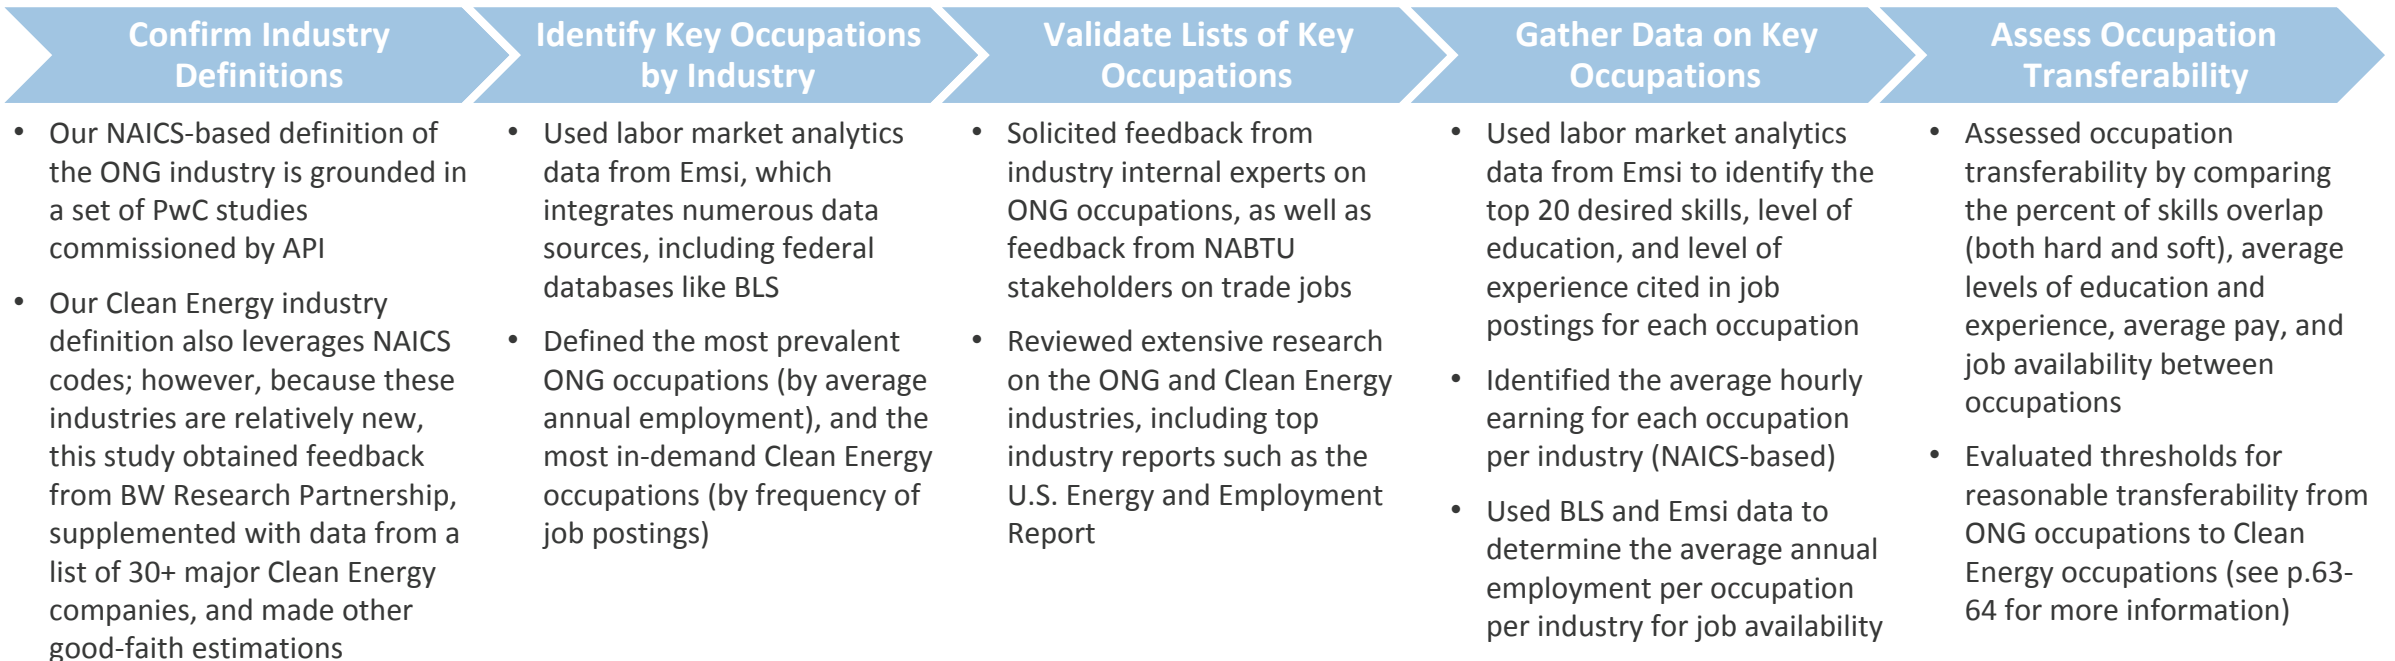 Confirm Industry
Definitions
Identify Key Occupations
by Industry
Validate Lists of Key
Occupations
Gather Data on Key
Occupations
Assess Occupation
Transferability
• Our NAICS-based definition of
the ONG industry is grounded in
a set of PwC studies
commissioned by API
• Our Clean Energy industry
definition also leverages NAICS
codes; however, because these
industries are relatively new,
this study obtained feedback
from BW Research Partnership,
supplemented with data from a
list of 30+ major Clean Energy
companies, and made other
good-faith estimations
• Used labor market analytics
data from Emsi, which
integrates numerous data
sources, including federal
databases like BLS
• Defined the most prevalent
ONG occupations (by average
annual employment), and the
most in-demand Clean Energy
occupations (by frequency of
job postings)
• Solicited feedback from
industry internal experts on
ONG occupations, as well as
feedback from NABTU
stakeholders on trade jobs
• Reviewed extensive research
on the ONG and Clean Energy
industries, including top
industry reports such as the
U.S. Energy and Employment
Report
• Used labor market analytics
data from Emsi to identify the
top 20 desired skills, level of
education, and level of
experience cited in job
postings for each occupation
• Identified the average hourly
earning for each occupation
per industry (NAICS-based)
• Used BLS and Emsi data to
determine the average annual
employment per occupation
per industry for job availability
• Assessed occupation
transferability by comparing
the percent of skills overlap
(both hard and soft), average
levels of education and
experience, average pay, and
job availability between
occupations
• Evaluated thresholds for
reasonable transferability from
ONG occupations to Clean
Energy occupations (see p.63-
64 for more information)